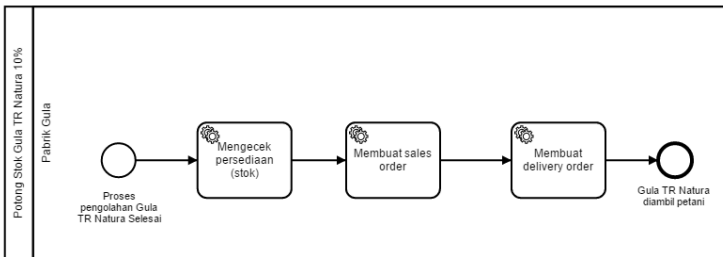 Potong Stok Gula TR Natura 10%
Pabrik Gula
Proses
pengolahan Gula
TR Natura Selesai
Mengecek
persediaan
(stok)
Membuat sales
order
Membuat
delivery order
Gula TR Natura
diambil petani